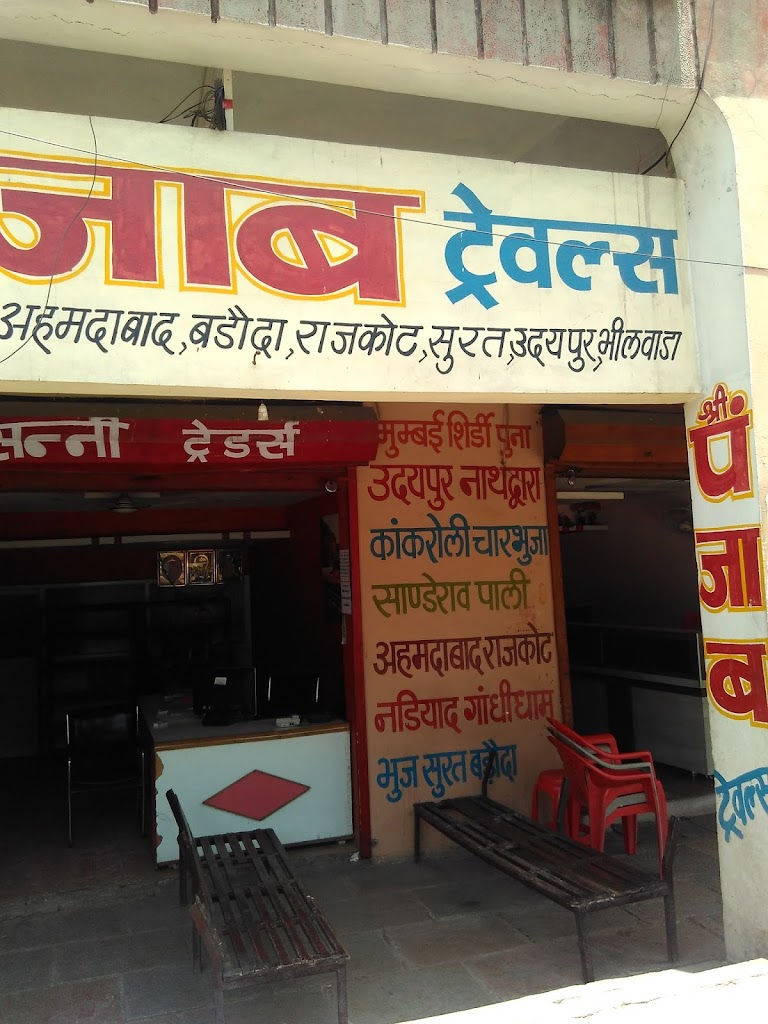 जाब ट्रेवल्स
अहमदाबाद,बडौदा,राजकोट,सुरत,उदयपुर,भीलवाडा
सन्नी ट्रेडर्स
मुम्बई शिर्डी पुना
उदयपुर नाथद्वारा
कांकरोली चारभुजा
साण्डेराव पाली
अहमदाबाद राजकोट
नडियाद गांधीधाम
भुज सुरत बड़ौदा
श्री
पंजाब
ट्रेवल्स